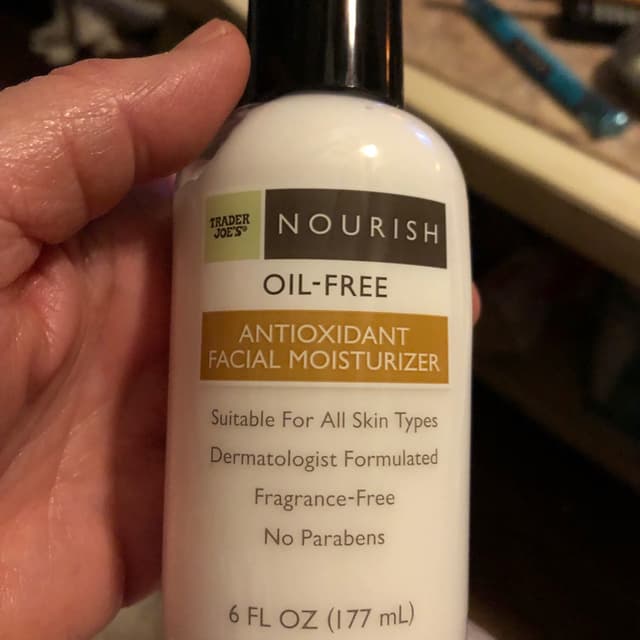 TRADER
JOE'S®
NOURISH
OIL-FREE
ANTIOXIDANT
FACIAL MOISTURIZER
Suitable For All Skin Types
Dermatologist Formulated
Fragrance-Free
No Parabens
6 FL OZ (177 mL)